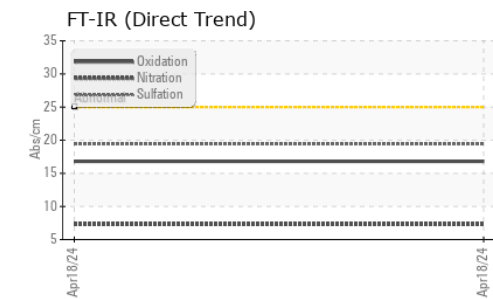 FT-IR (Direct Trend)
35
30
25
20
15
10
5
Abs/cm
Oxidation
Nitration
Sulfation
Abnormal
Apr18/24
Apr18/24